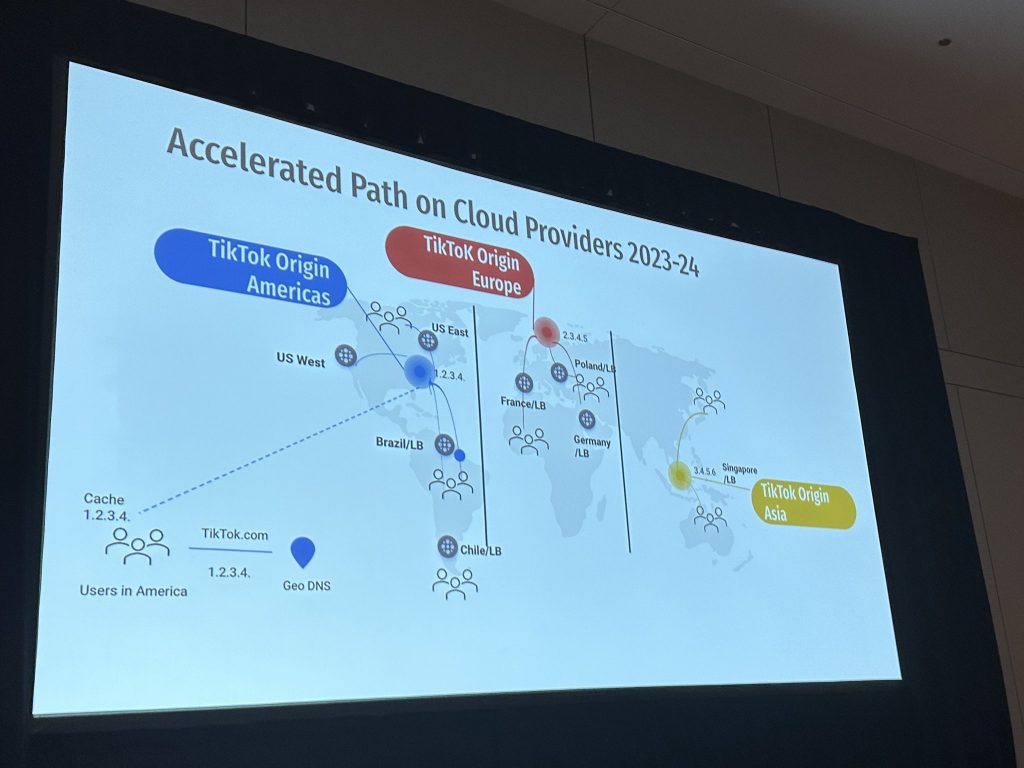 Accelerated Path on Cloud Providers 2023-24
TikTok Origin
Americas
TikToK Origin
Europe
US East
US West
1.2.3.4.
2.3.4.5
Poland/LB
France/LB
Germany
/LB
Brazil/LB
3.4.5.6
Singapore
/LB
TikTok Origin
Asia
Chile/LB
Cache
1.2.3.4.
TikTok.com
1.2.3.4.
Users in America
Geo DNS